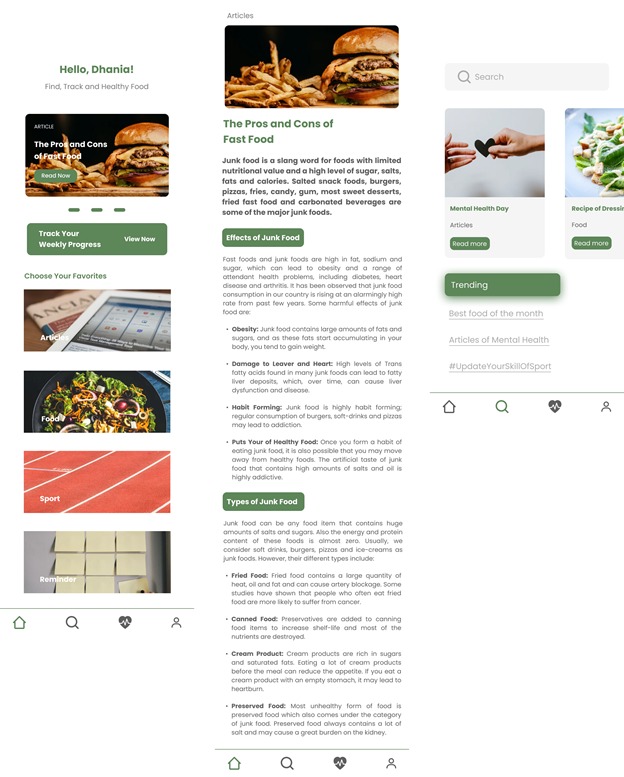 Hello, Dhania!
Find, Track and Healthy Food
ARTICLE
The Pros and Cons
of Fast Food
Read Now
Track Your
Weekly Progress
View Now
Choose Your Favorites
Articles
Food
Sport
Reminder
Articles
The Pros and Cons of
Fast Food
Junk food is a slang word for foods with limited
nutritional value and a high level of sugar, salts,
fats and calories. Salted snack foods, burgers,
pizzas, fries, candy, gum, most sweet desserts,
fried fast food and carbonated beverages are
some of the major junk foods.
Effects of Junk Food
Fast foods and junk foods are high in fat, sodium and
sugar, which can lead to obesity and a range of
attendant health problems, including diabetes, heart
disease and arthritis. It has been observed that junk food
consumption in our country is rising at an alarmingly high
rate from past few years. Some harmful effects of junk
food are:
• Obesity: Junk food contains large amounts of fats and
sugars, and as these fats start accumulating in your
body, you tend to gain weight.
• Damage to Leaver and Heart: High levels of Trans
fatty acids found in many junk foods can lead to fatty
liver deposits, which, over time, can cause liver
dysfunction and disease.
• Habit Forming: Junk food is highly habit forming;
regular consumption of burgers, soft-drinks and pizzas
may lead to addiction.
• Puts Your of Healthy Food: Once you form a habit of
eating junk food, it is also possible that you may move
away from healthy foods. The artificial taste of junk
food that contains high amounts of salts and oil is
highly addictive.
Types of Junk Food
Junk food can be any food item that contains huge
amounts of salts and sugars. Also the energy and protein
content of these foods is almost zero. Usually, we
consider soft drinks, burgers, pizzas and ice-creams as
junk foods. However, their different types include:
• Fried Food: Fried food contains a large quantity of
heat, oil and fat and can cause artery blockage. Some
studies have shown that people who often eat fried
food are more likely to suffer from cancer.
• Canned Food: Preservatives are added to canning
food items to increase shelf-life and most of the
nutrients are destroyed.
• Cream Product: Cream products are rich in sugars
and saturated fats. Eating a lot of cream products
before the meal can reduce the appetite. If you eat a
cream product with an empty stomach, it may lead to
heartburn.
• Preserved Food: Most unhealthy form of food is
preserved food which also comes under the category
of junk food. Preserved food always contains a lot of
salt and may cause a great burden on the kidney.
Search
Mental Health Day
Articles
Read more
Recipe of Dressin
Food
Read more
Trending
Best food of the month
Articles of Mental Health
#UpdateYourSkillOfSport